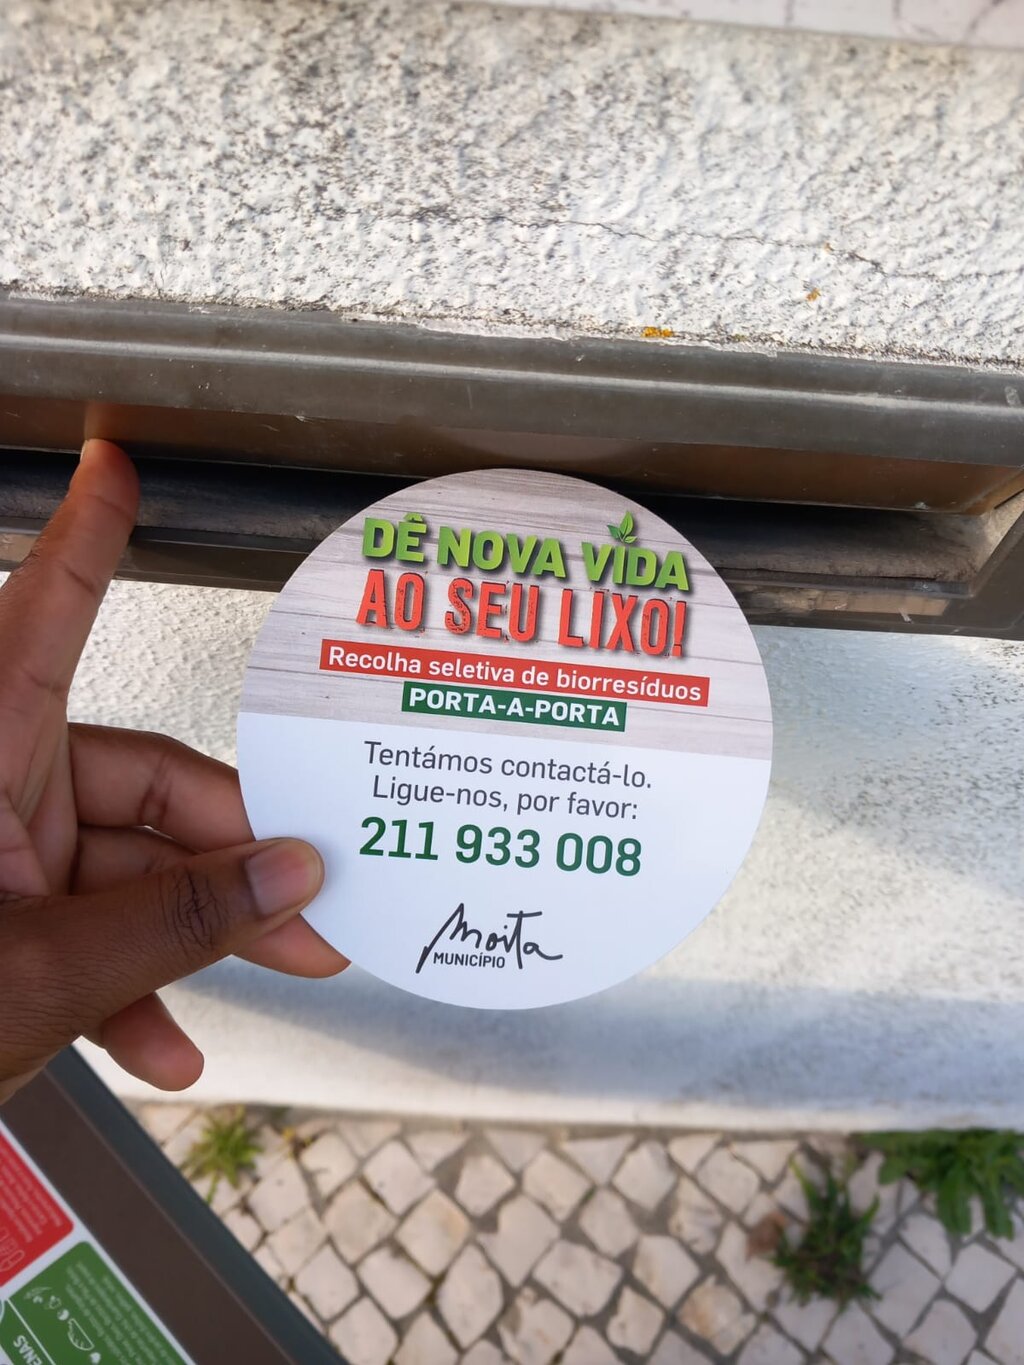 DÊ NOVA VIDA
AO SEU LIXO!
Recolha seletiva de biorresíduos
PORTA-A-PORTA
Tentámos contactá-lo.
Ligue-nos, por favor:
211 933 008
Moita
MUNICÍPIO